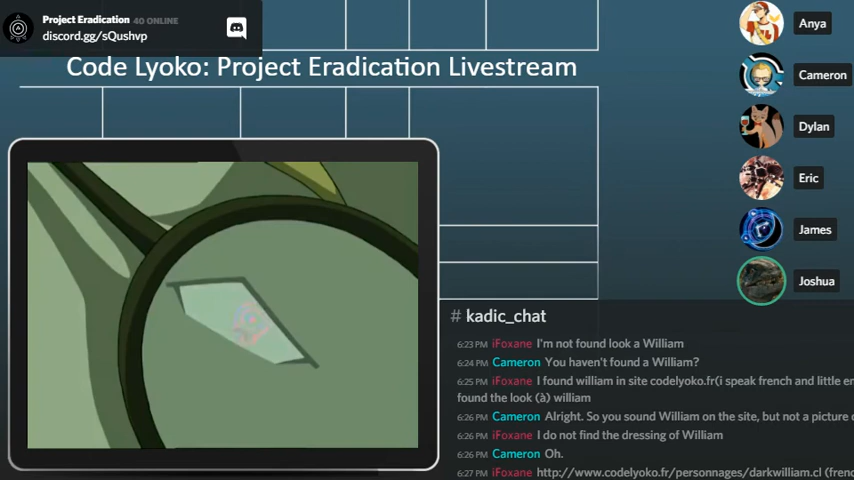 Project Eradication 40 ONLINE
discord.gg/sQushvp
Code Lyoko: Project Eradication Livestream
Anya
Cameron
Dylan
Eric
James
Joshua
# kadic_chat
6:23 PM iFoxane I'm not found look a William
6:24 PM Cameron You haven't found a William?
6:25 PM iFoxane I found william in site codelyoko.fr(i speak french and little en
found the look (à) william
6:26 PM Cameron Alright. So you sound William on the site, but not a picture
6:26 PM iFoxane I do not find the dressing of William
6:26 PM Cameron Oh.
6:27 PM iFoxane http://www.codelyoko.fr/personnages/darkwilliam.cl (fren